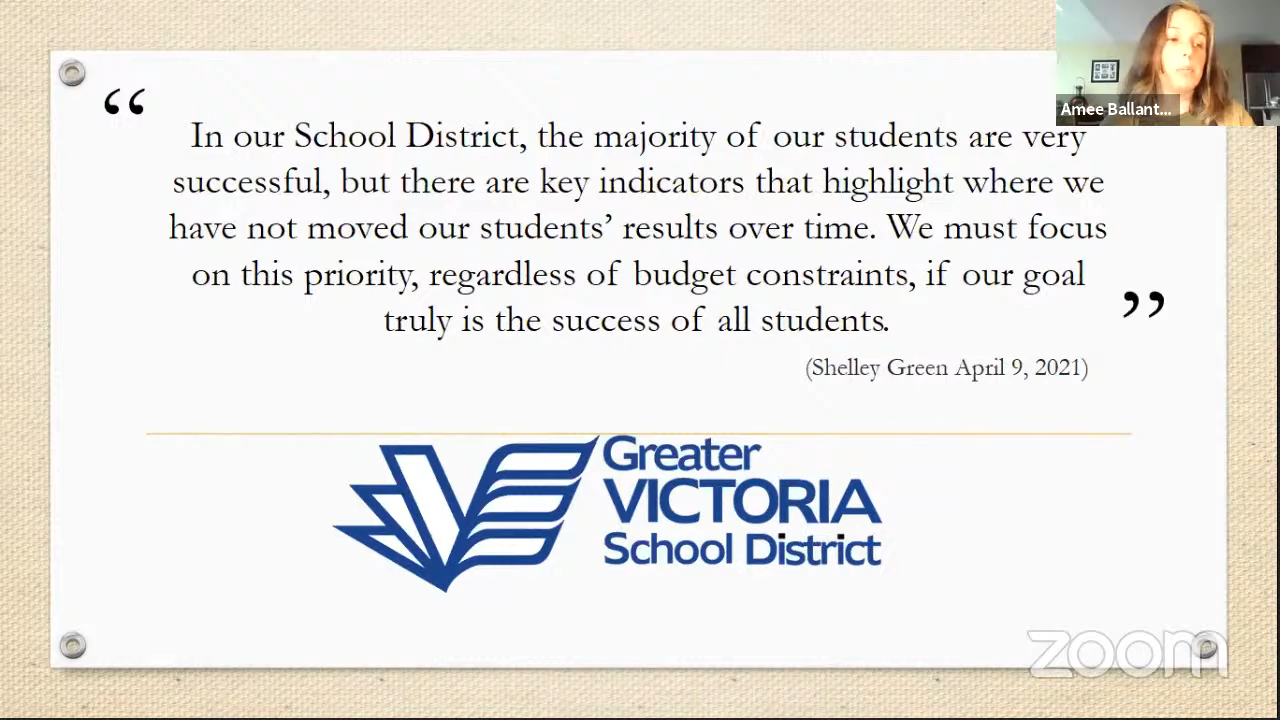 Amee Ballant...
“
In our School District, the majority of our students are very
successful, but there are key indicators that highlight where we
have not moved our students’ results over time. We must focus
on this priority, regardless of budget constraints, if our goal
truly is the success of all students.
”
(Shelley Green April 9, 2021)
Greater
VICTORIA
School District
zoom